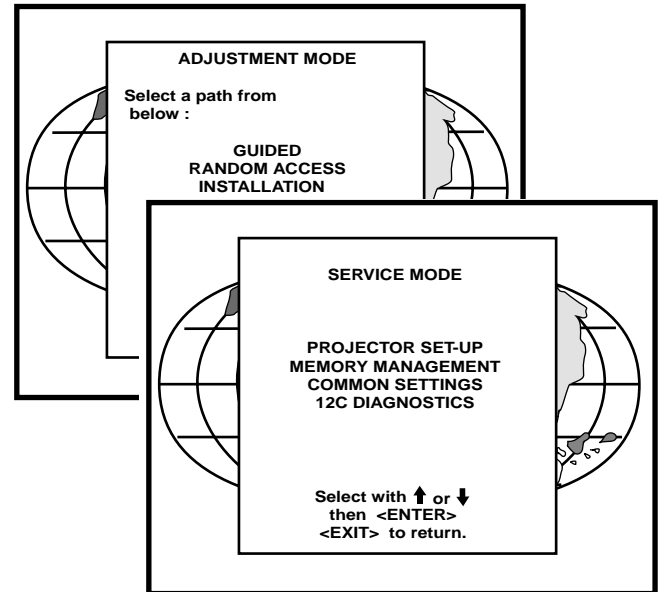 ADJUSTMENT MODE
Select a path from
below :
GUIDED
RANDOM ACCESS
INSTALLATION
SERVICE MODE
PROJECTOR SET-UP
MEMORY MANAGEMENT
COMMON SETTINGS
12C DIAGNOSTICS
Select with ⬆ or ⬇
then <ENTER>
<EXIT> to return.